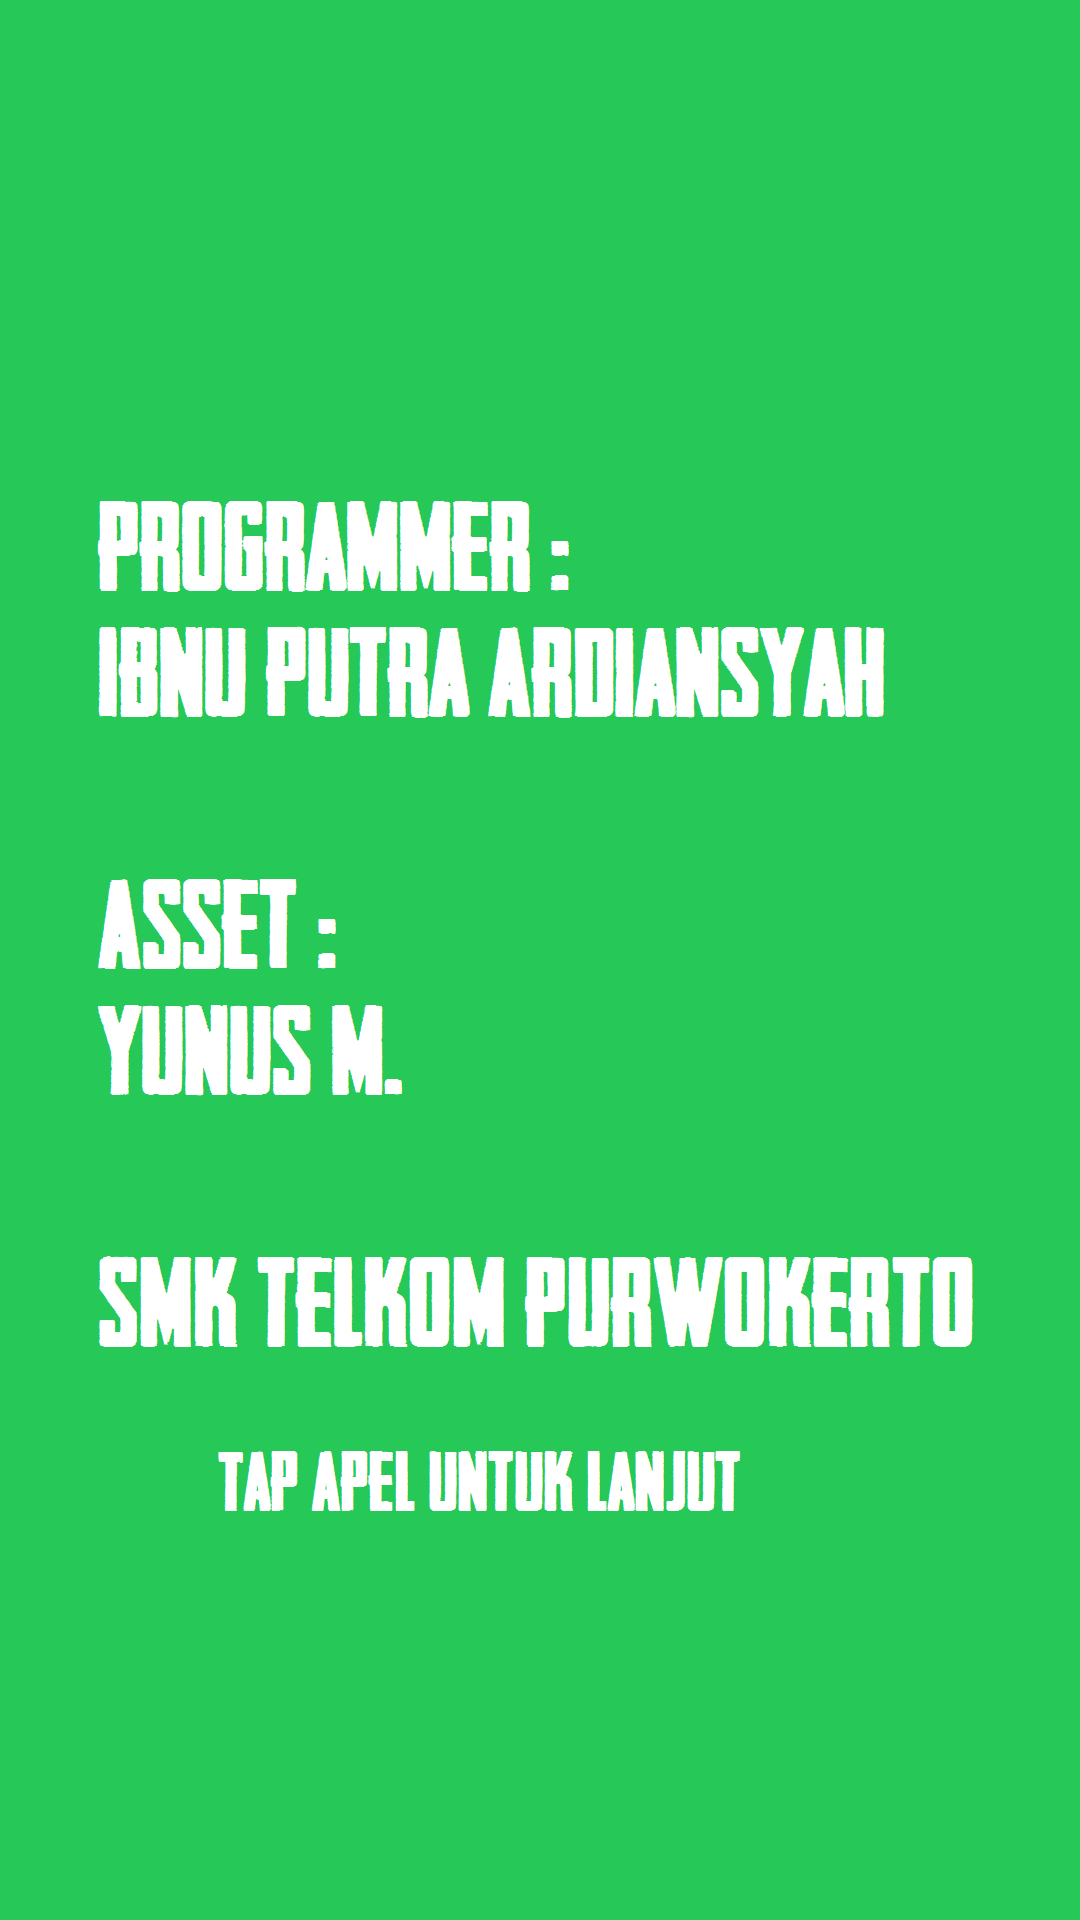 PROGRAMMER :
IBNU PUTRA ARDIANSYAH
ASSET :
YUNUS M.
SMK TELKOM PURWOKERTO
TAP APEL UNTUK LANJUT